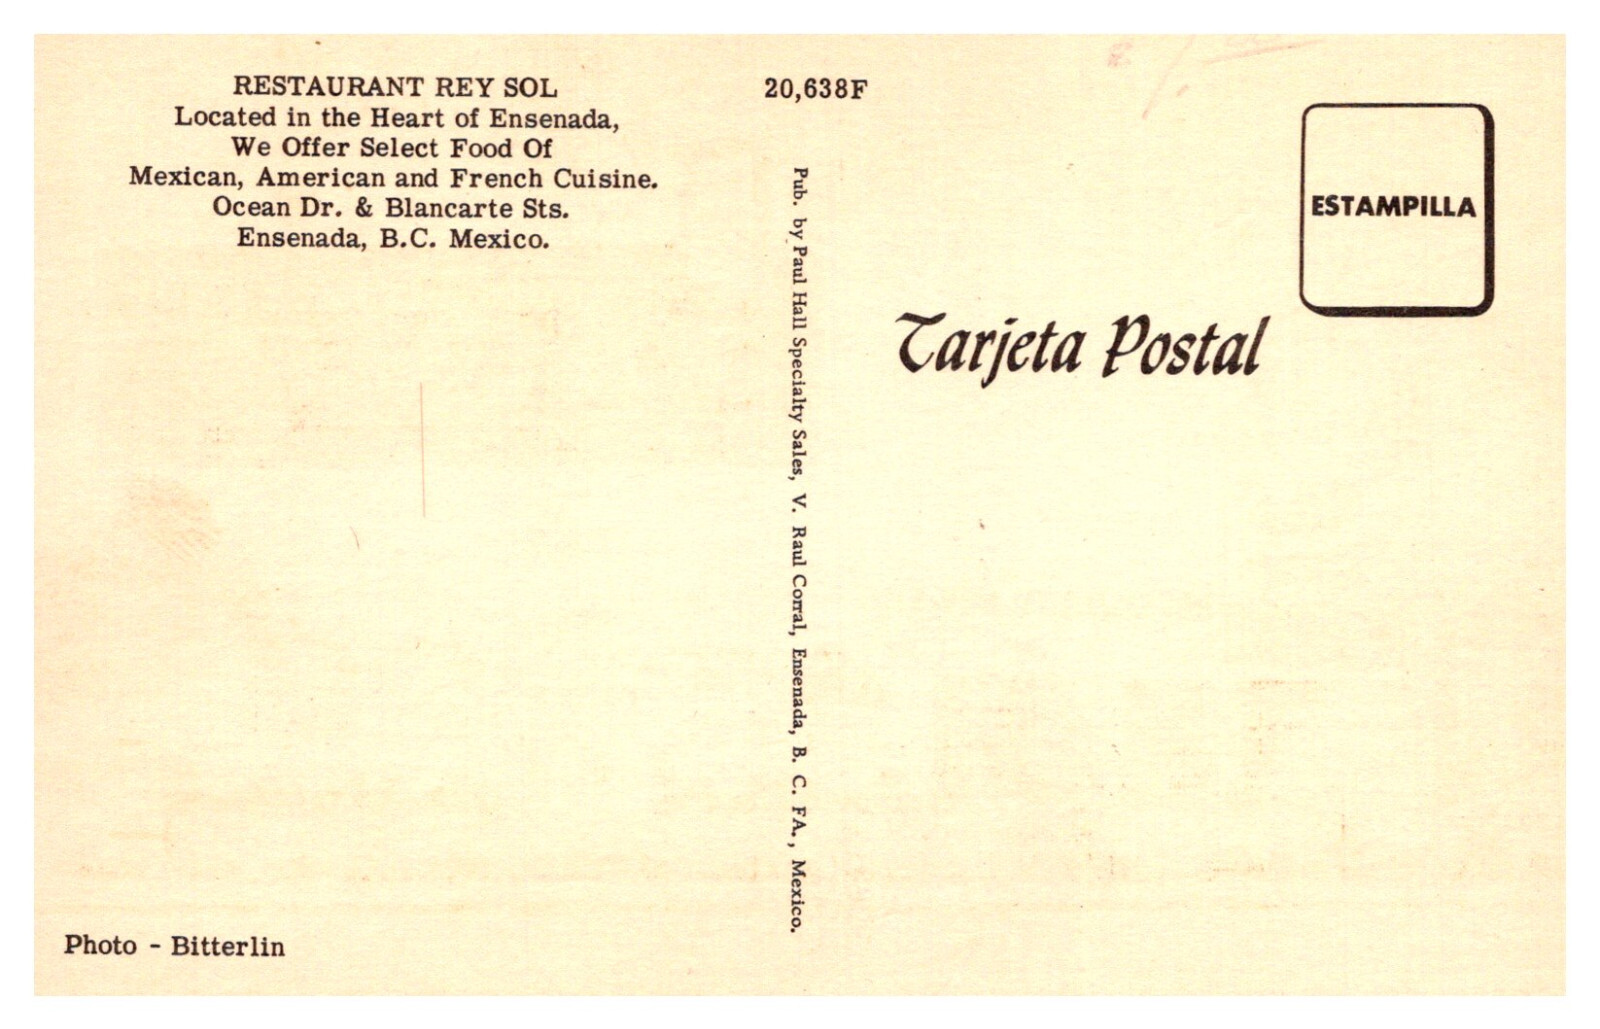 RESTAURANT REY SOL
Located in the Heart of Ensenada,
We Offer Select Food Of
Mexican, American and French Cuisine.
Ocean Dr. & Blancarte Sts.
Ensenada, B.C. Mexico.
Photo - Bitterlin
20,638F
Pub. by Paul Hall Specialty Sales, V. Raul Corral, Ensenada, B. C. FA., Mexico.
ESTAMPILLA
Tarjeta Postal